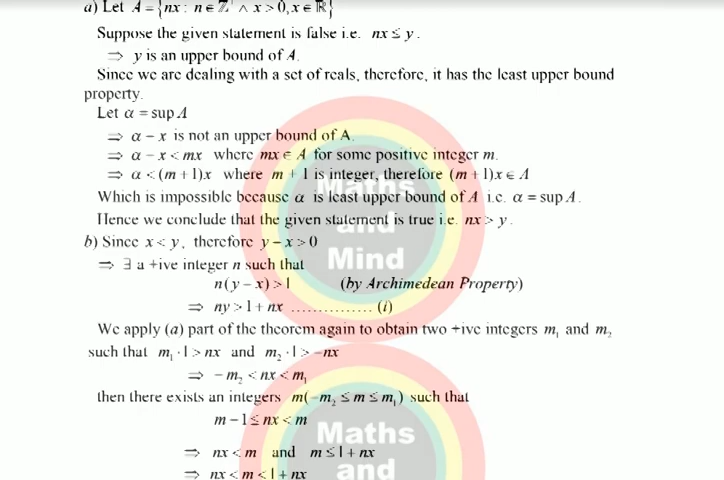 a) Let A = {nx : n ∈ Z⁺ ∧ x > 0, x ∈ ℝ}
Suppose the given statement is false i.e. nx ≤ y.
⇒ y is an upper bound of A.
Since we are dealing with a set of reals, therefore, it has the least upper bound
property.
Let α = sup A
⇒ α − x is not an upper bound of A.
⇒ α − x < mx where mx ∈ A for some positive integer m.
⇒ α < (m + 1)x where m + 1 is integer, therefore (m + 1)x ∈ A
Which is impossible because α is least upper bound of A i.e. α = sup A.
Hence we conclude that the given statement is true i.e. nx > y.
b) Since x < y, therefore y − x > 0
⇒ ∃ a +ive integer n such that
n(y − x) > 1 (by Archimedean Property)
⇒ ny > 1 + nx ............... (i)
We apply (a) part of the theorem again to obtain two +ive integers m₁ and m₂
such that m₁ · 1 > nx and m₂ · 1 > −nx
⇒ −m₂ < nx < m₁
then there exists an integers m(−m₂ ≤ m ≤ m₁) such that
m − 1 ≤ nx < m
⇒ nx < m and m ≤ 1 + nx
⇒ nx < m < 1 + nx
Maths
and
Mind
Maths
and